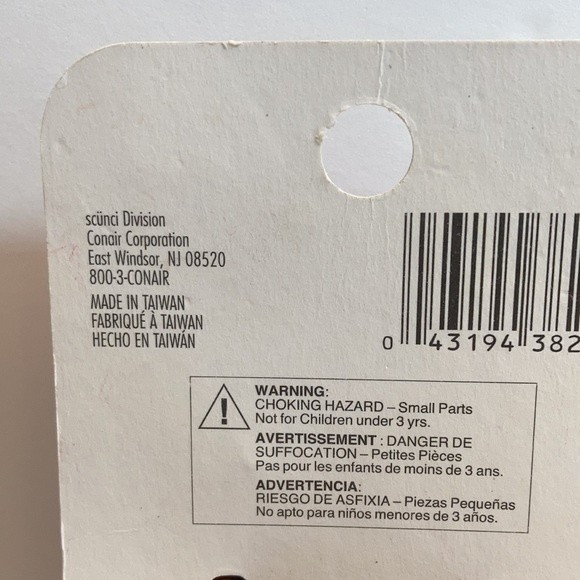 scünci Division
Conair Corporation
East Windsor, NJ 08520
800-3-CONAIR
MADE IN TAIWAN
FABRIQUÉ À TAIWAN
HECHO EN TAIWÁN
0 43194 382
WARNING:
CHOKING HAZARD – Small Parts
Not for Children under 3 yrs.
AVERTISSEMENT : DANGER DE
SUFFOCATION – Petites Pièces
Pas pour les enfants de moins de 3 ans.
ADVERTENCIA:
RIESGO DE ASFIXIA – Piezas Pequeñas
No apto para niños menores de 3 años.